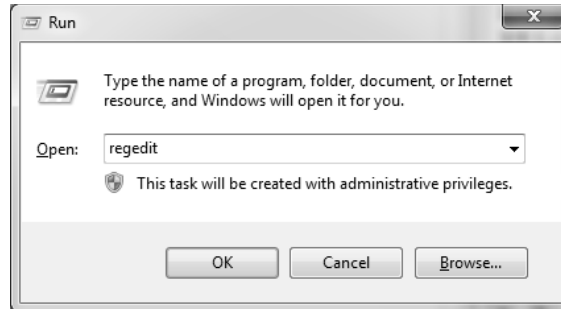 Run
Type the name of a program, folder, document, or Internet
resource, and Windows will open it for you.
Open: regedit
This task will be created with administrative privileges.
OK Cancel Browse...